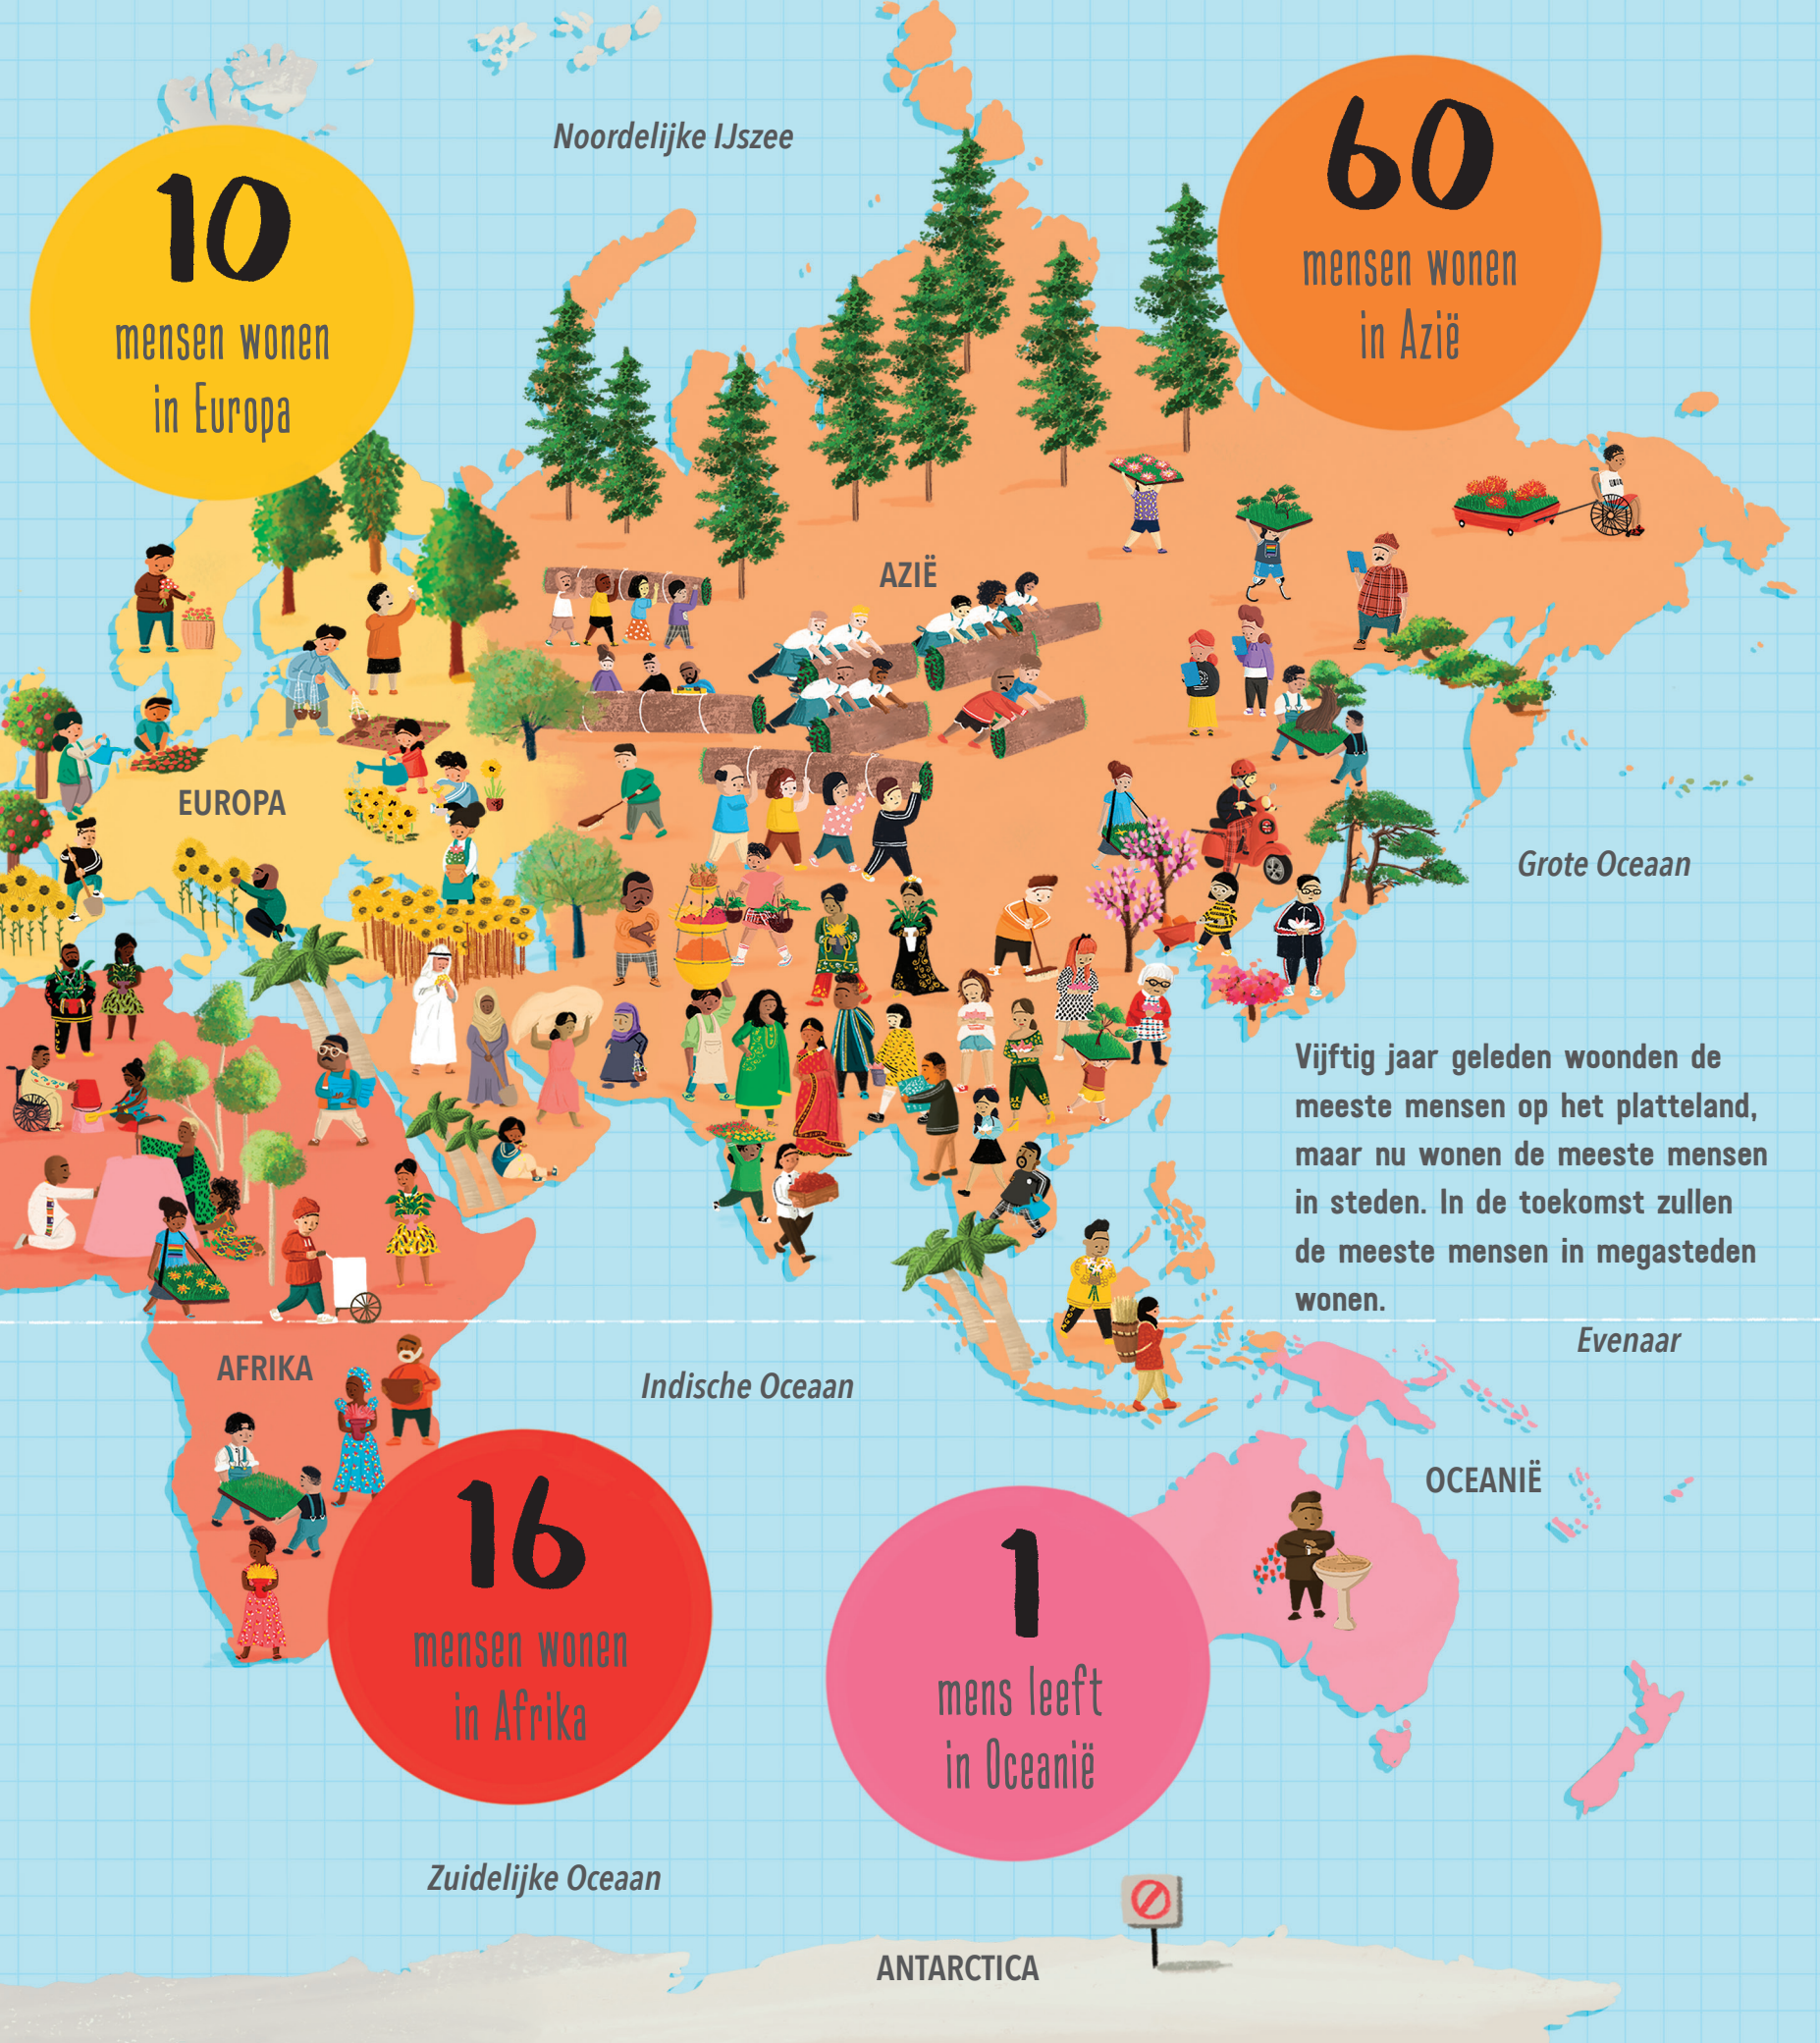 Noordelijke IJszee
10
mensen wonen
in Europa
60
mensen wonen
in Azië
AZIË
EUROPA
Grote Oceaan
Vijftig jaar geleden woonden de
meeste mensen op het platteland,
maar nu wonen de meeste mensen
in steden. In de toekomst zullen
de meeste mensen in megasteden
wonen.
Evenaar
AFRIKA
Indische Oceaan
OCEANIË
16
mensen wonen
in Afrika
1
mens leeft
in Oceanië
Zuidelijke Oceaan
ANTARCTICA